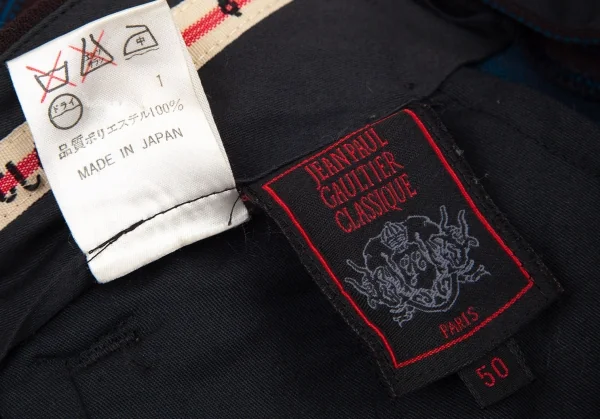 中
1
ドライ
品質ポリエステル100%
MADE IN JAPAN
JEAN PAUL
GAULTIER
CLASSIQUE
PARIS
50